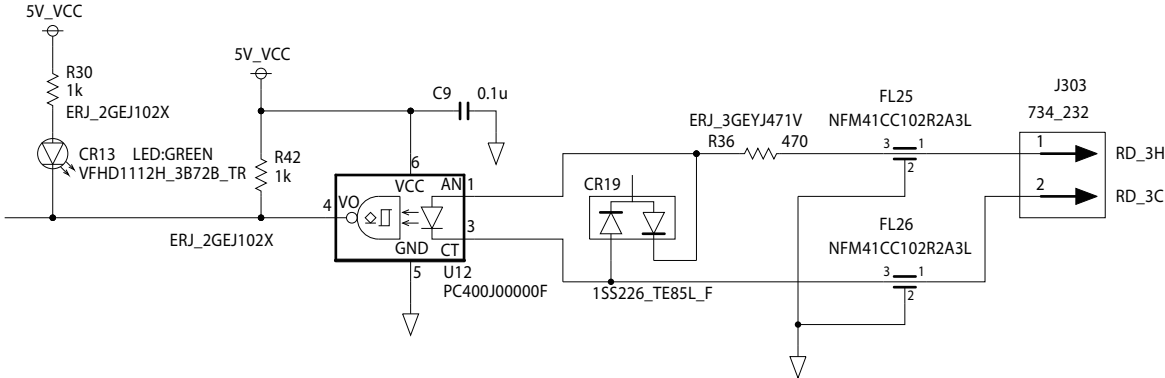 5V_VCC
R30
1k
ERJ_2GEJ102X
CR13 LED:GREEN
VFHD1112H_3B72B_TR
5V_VCC
R42
1k
ERJ_2GEJ102X
C9 0.1u
6
VCC
AN 1
4
VO
3
GND
CT
5
U12
PC400J00000F
CR19
1SS226_TE85L_F
ERJ_3GEYJ471V
R36 470
FL25
NFM41CC102R2A3L
3 1
2
FL26
NFM41CC102R2A3L
3 1
2
J303
734_232
1
RD_3H
2
RD_3C